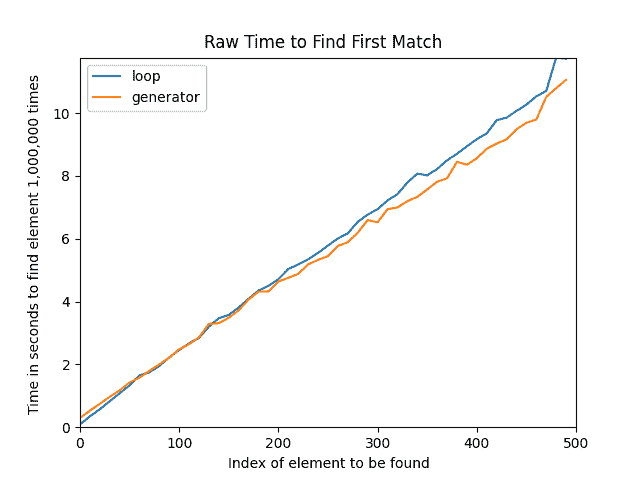 Raw Time to Find First Match
loop
generator
Time in seconds to find element 1,000,000 times
10
8
6
4
2
0
0 100 200 300 400 500
Index of element to be found